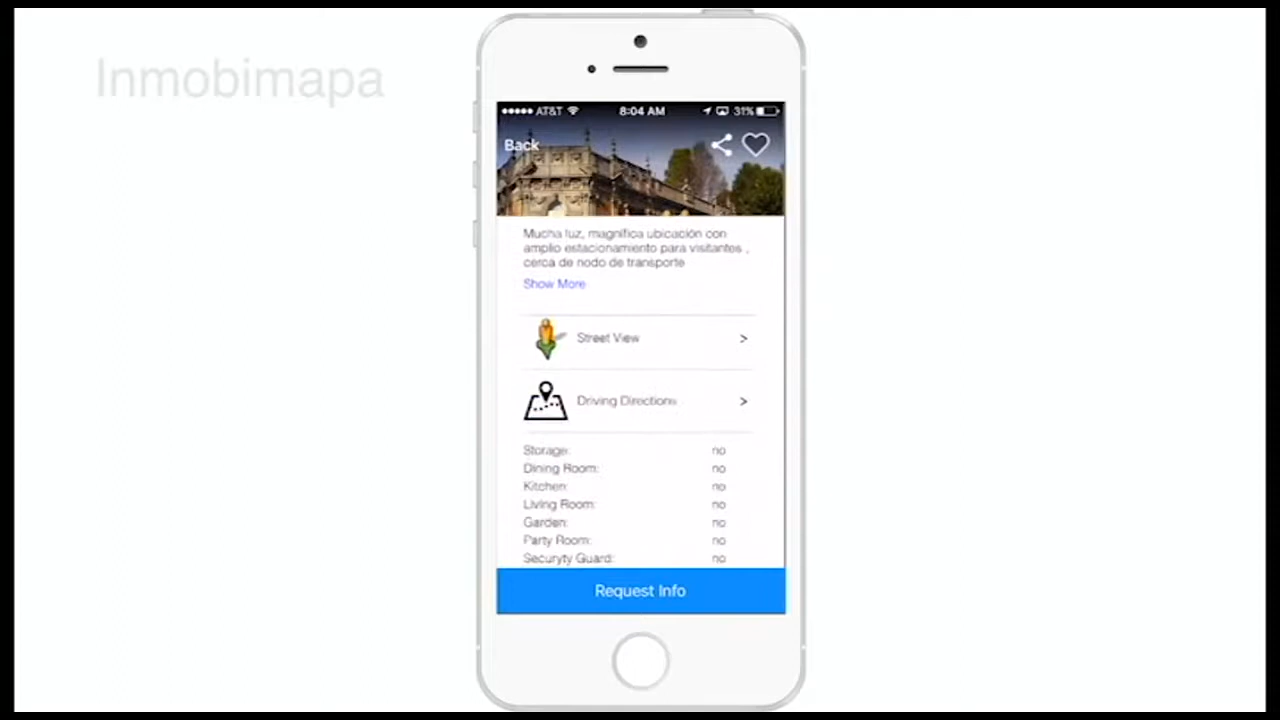 Inmobimapa
AT&T 8:04 AM 31%
Back
Mucha luz, magnifica ubicación con
amplio estacionamiento para visitantes ,
cerca de nodo de transporte
Show More
Street View >
Driving Directions >
Storage: no
Dining Room: no
Kitchen: no
Living Room: no
Garden: no
Party Room: no
Securyty Guard: no
Request Info